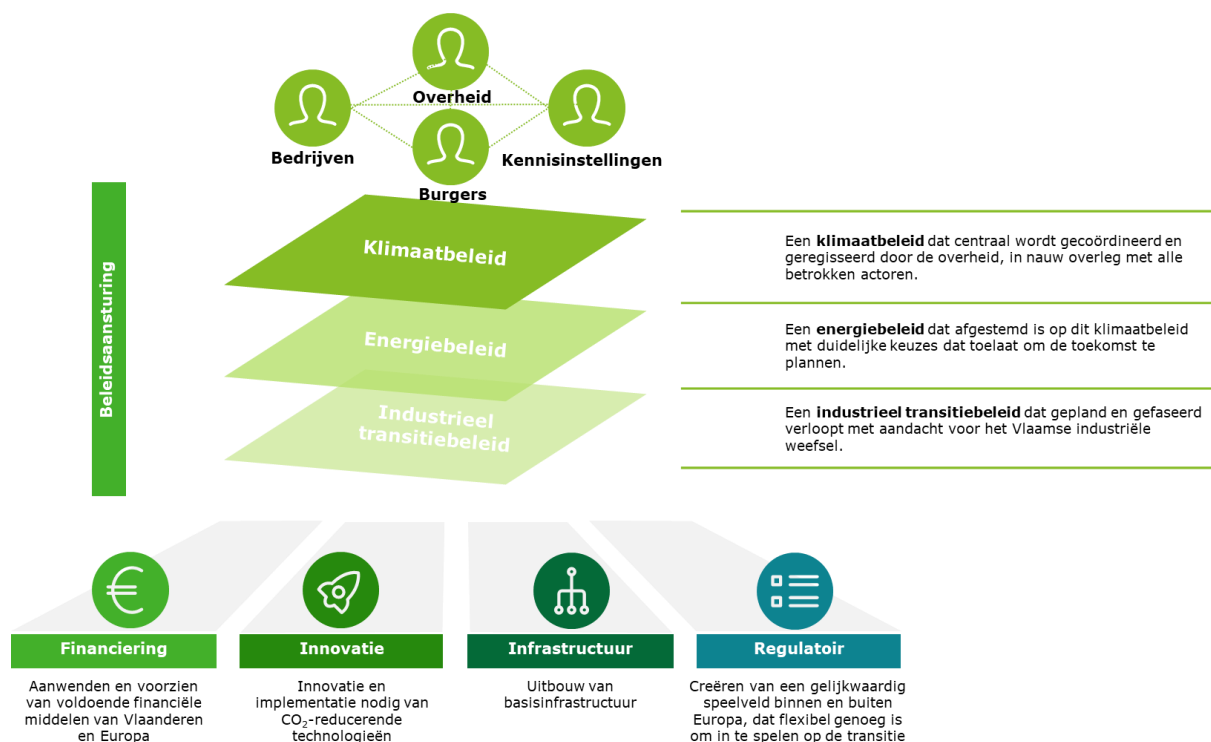 Overheid
Bedrijven
Kennisinstellingen
Burgers
Beleidsaansturing
Klimaatbeleid
Een klimaatbeleid dat centraal wordt gecoördineerd en
geregisseerd door de overheid, in nauw overleg met alle
betrokken actoren.
Energiebeleid
Een energiebeleid dat afgestemd is op dit klimaatbeleid
met duidelijke keuzes dat toelaat om de toekomst te
plannen.
Industrieel
transitiebeleid
Een industrieel transitiebeleid dat gepland en gefaseerd
verloopt met aandacht voor het Vlaamse industriële
weefsel.
Financiering
Aanwenden en voorzien
van voldoende financiële
middelen van Vlaanderen
en Europa
Innovatie
Innovatie en
implementatie nodig van
CO₂-reducerende
technologieën
Infrastructuur
Uitbouw van
basisinfrastructuur
Regulatoir
Creëren van een gelijkwaardig
speelveld binnen en buiten
Europa, dat flexibel genoeg is
om in te spelen op de transitie